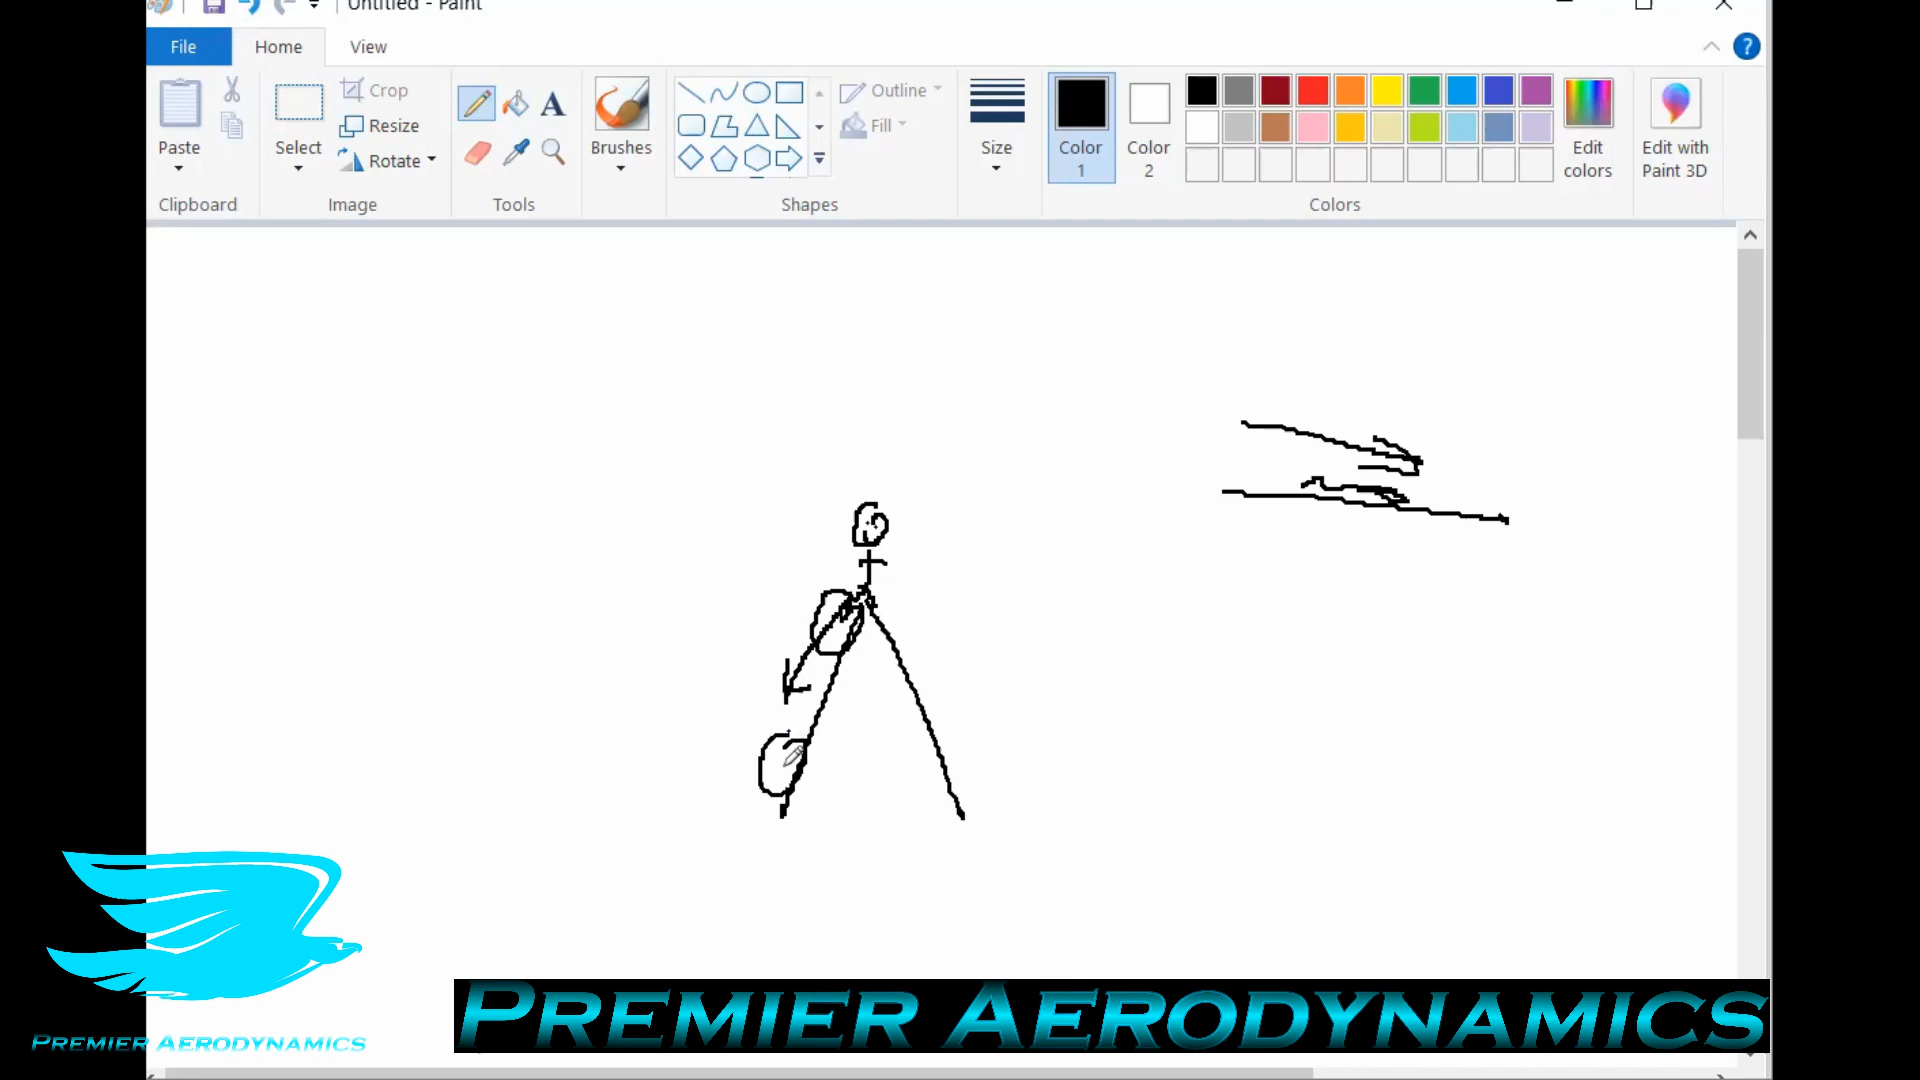 Untitled - Paint
File Home View
Paste
Clipboard
Select
Crop
Resize
Rotate
Image
A
Tools
Brushes
Outline
Fill
Shapes
Size
Color
1
Color
2
Colors
Edit
colors
Edit with
Paint 3D
?
Premier Aerodynamics
Premier Aerodynamics